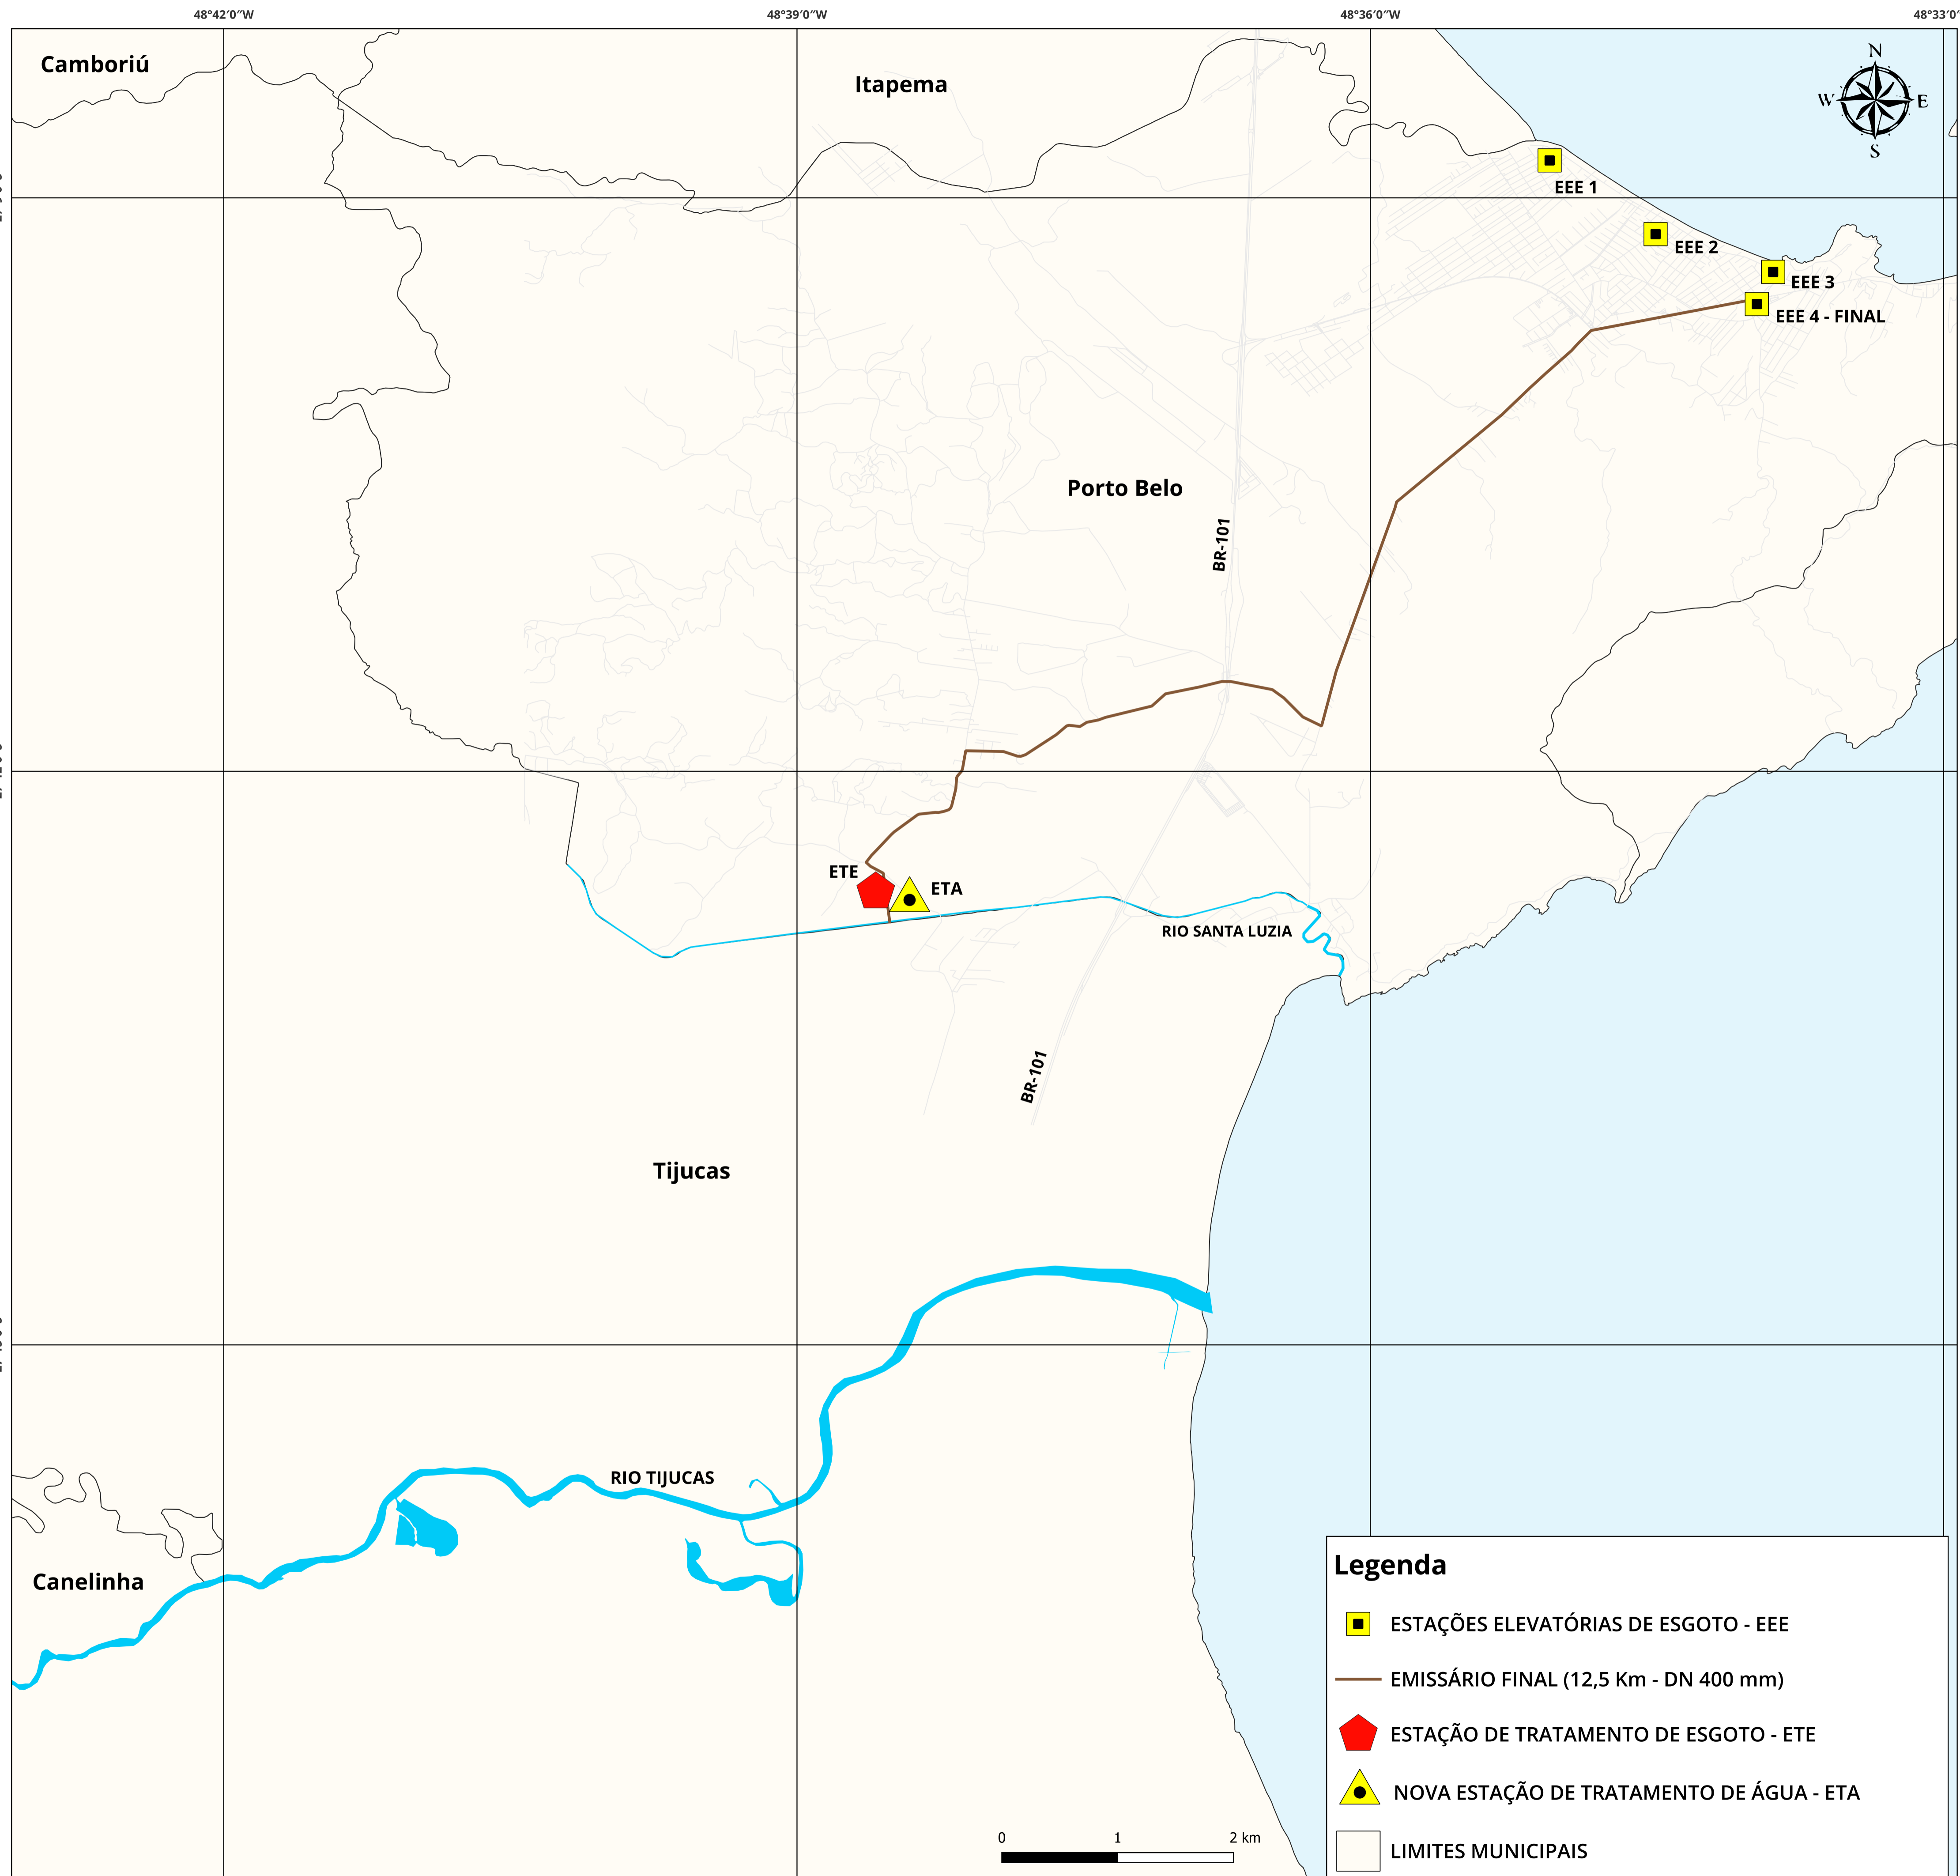 48°42′0″W 48°39′0″W 48°36′0″W 48°33′0″
Camboriú
Itapema
N
W E
S
EEE 1
EEE 2
EEE 3
EEE 4 - FINAL
Porto Belo
BR-101
ETE
ETA
RIO SANTA LUZIA
BR-101
Tijucas
RIO TIJUCAS
Canelinha
Legenda
ESTAÇÕES ELEVATÓRIAS DE ESGOTO - EEE
EMISSÁRIO FINAL (12,5 Km - DN 400 mm)
ESTAÇÃO DE TRATAMENTO DE ESGOTO - ETE
NOVA ESTAÇÃO DE TRATAMENTO DE ÁGUA - ETA
LIMITES MUNICIPAIS
0 1 2 km